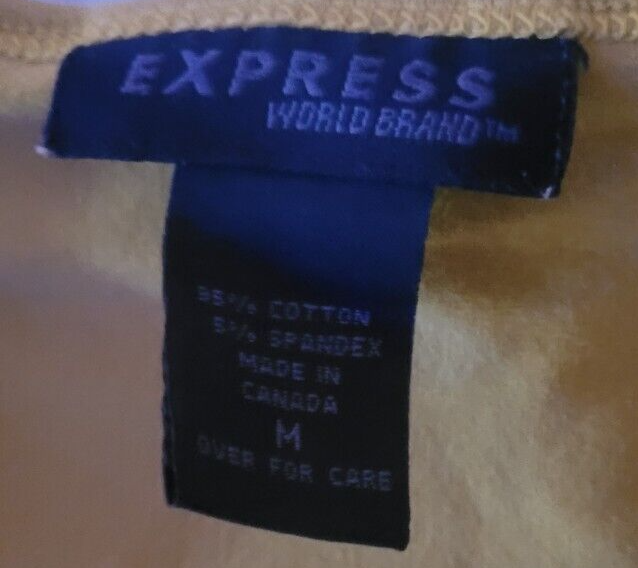 EXPRESS
WORLD BRAND™
95% COTTON
5% SPANDEX
MADE IN
CANADA
M
OVER FOR CARE